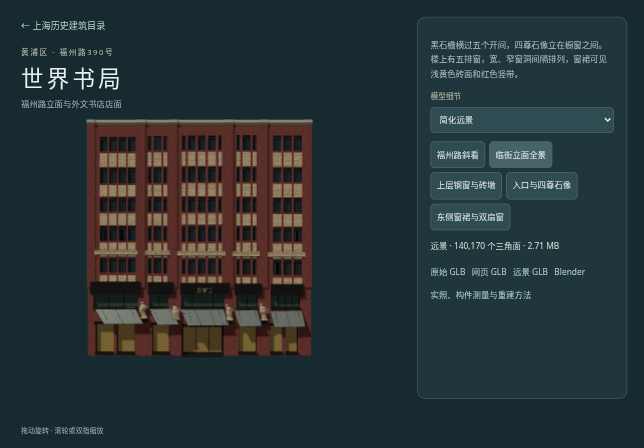 ← 上海历史建筑目录
黄浦区 · 福州路390号
世界书局
福州路立面与外文书店店面
黑石檐横过五个开间，四尊石像立在橱窗之间。
楼上有五排窗，宽、窄窗洞间隔排列，窗裙可见
浅黄色砖面和红色竖带。
模型细节
简化远景
福州路斜看
临街立面全景
上层钢窗与砖墩
入口与四尊石像
东侧窗裙与双扇窗
远景 · 140,170 个三角面 · 2.71 MB
原始 GLB 网页 GLB 远景 GLB Blender
实照、构件测量与重建方法
拖动旋转 · 滚轮或双指缩放